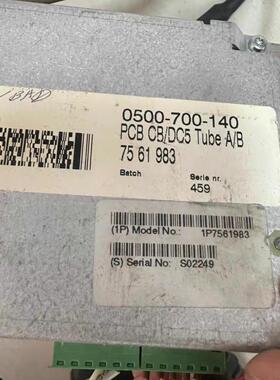 BAD
0500-700-140
PCB CB/DC5 Tube A/B
75 61 983
Batch Serie nr.
459
(1P) Model No.: 1P7561983
(S) Serial No: S02249